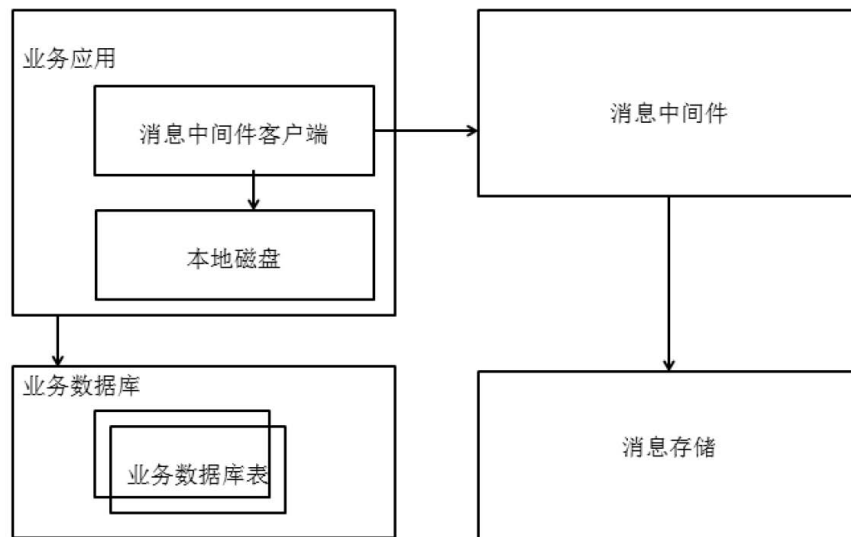 业务应用
消息中间件客户端
消息中间件
本地磁盘
业务数据库
业务数据库表
消息存储